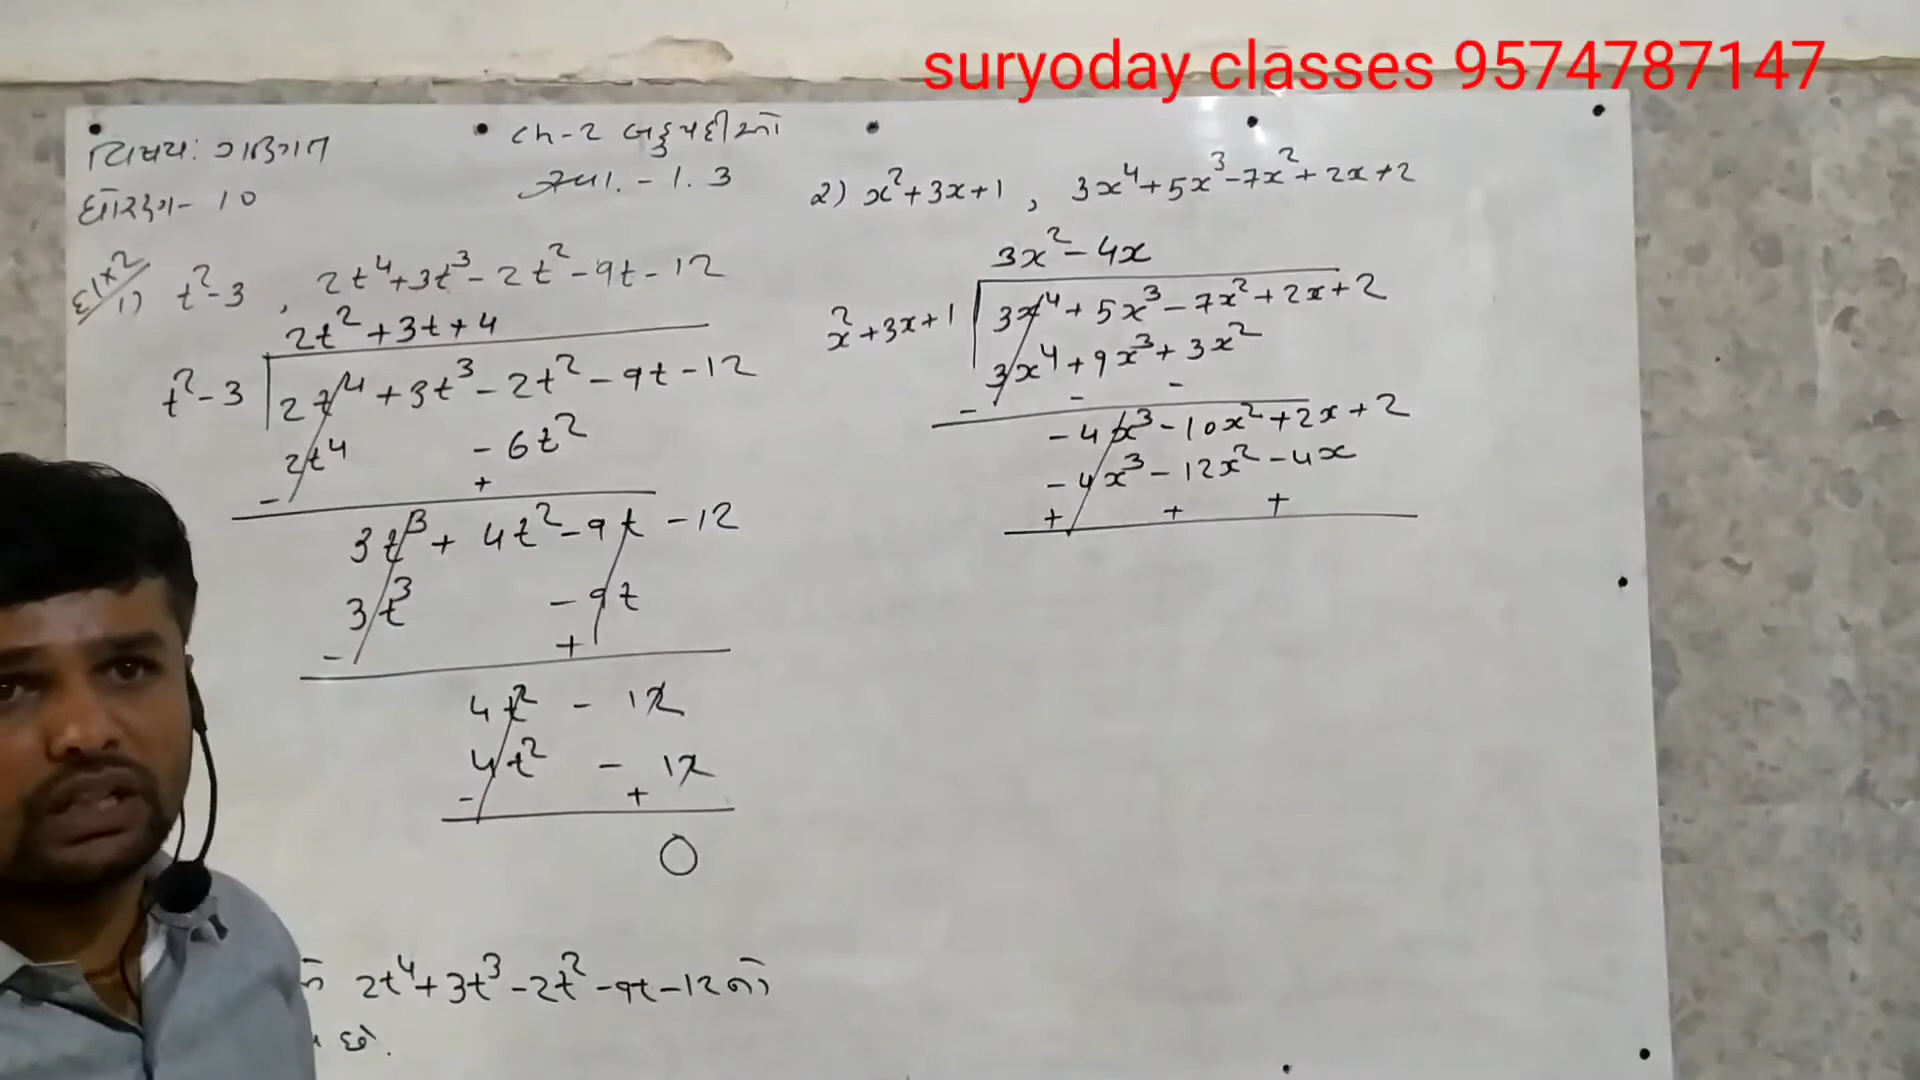 suryoday classes 9574787147
વિષય: ગણિત
ધોરણ - 10
ch-2 બહુપદીઓ
સ્વા. - 1.3
દા×2
1) t²-3 , 2t⁴+3t³-2t²-9t-12
2t²+3t+4
t²-3 2t⁴+3t³-2t²-9t-12
2t⁴ -6t²
- +
3t³+4t²-9t-12
3t³ -9t
- +
4t² - 12
4t² - 12
- +
0
2t⁴+3t³-2t²-9t-12નો
છે.
2) x²+3x+1 , 3x⁴+5x³-7x²+2x+2
3x²-4x
x²+3x+1 3x⁴+5x³-7x²+2x+2
3x⁴+9x³+3x²
- - -
-4x³-10x²+2x+2
-4x³-12x²-4x
+ + +